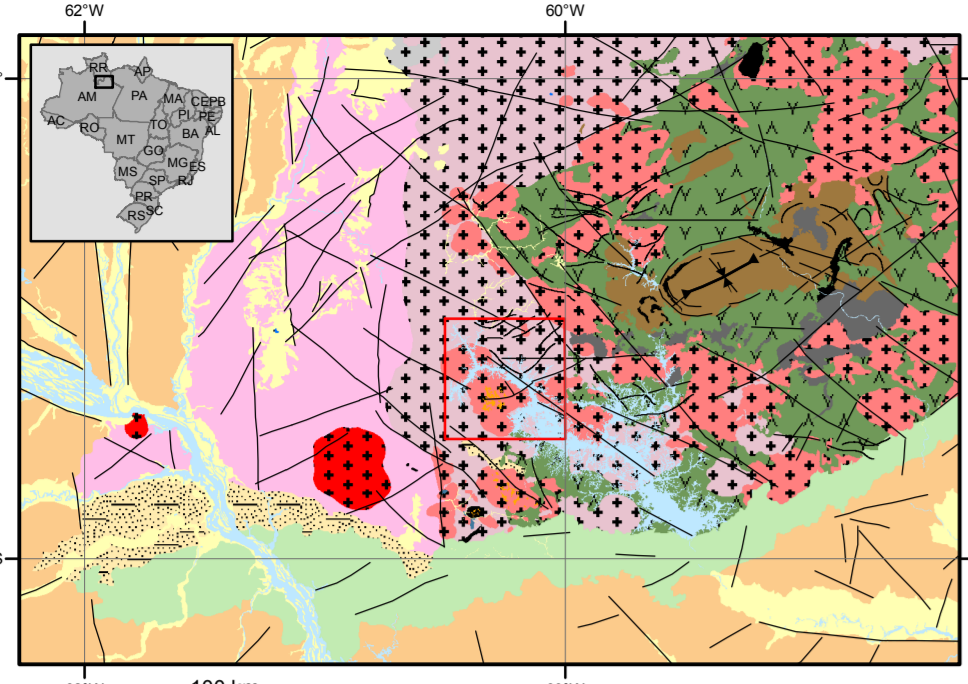 62°W 60°W
RR AP
AM PA MA CE PB
PI PE
AC RO TO AL
MT BA
GO
MS MG ES
SP RJ
PR
SC
RS